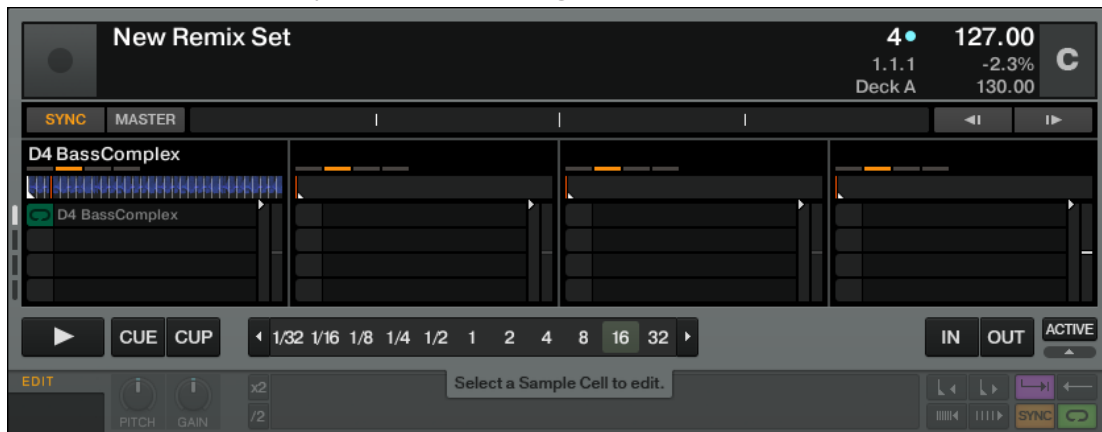 New Remix Set 4 127.00
1.1.1 -2.3% C
Deck A 130.00
SYNC MASTER
D4 BassComplex
D4 BassComplex
CUE CUP 1/32 1/16 1/8 1/4 1/2 1 2 4 8 16 32 IN OUT ACTIVE
EDIT x2 Select a Sample Cell to edit.
/2 SYNC
PITCH GAIN